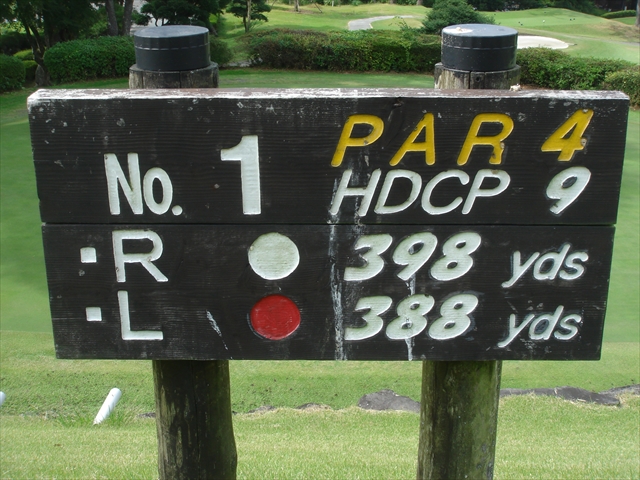 No. 1 PAR 4
HDCP 9
R 398 yds
L 388 yds